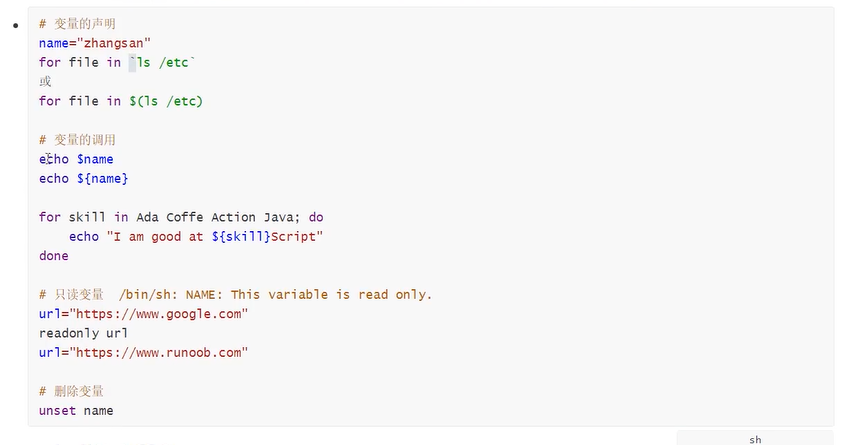 # 变量的声明
name="zhangsan"
for file in `ls /etc`
或
for file in $(ls /etc)
# 变量的调用
echo $name
echo ${name}
for skill in Ada Coffe Action Java; do
    echo "I am good at ${skill}Script"
done
# 只读变量  /bin/sh: NAME: This variable is read only.
url="https://www.google.com"
readonly url
url="https://www.runoob.com"
# 删除变量
unset name
sh